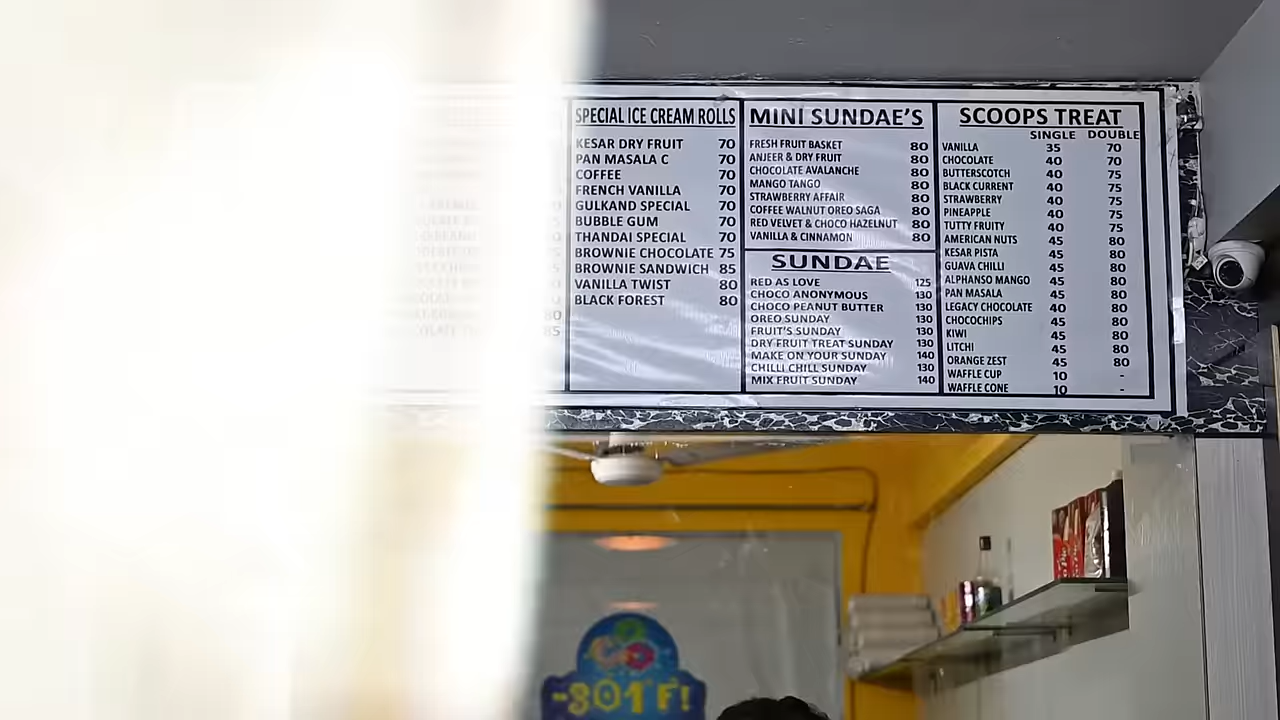 SPECIAL ICE CREAM ROLLS
KESAR DRY FRUIT 70
PAN MASALA C 70
COFFEE 70
FRENCH VANILLA 70
GULKAND SPECIAL 70
BUBBLE GUM 70
THANDAI SPECIAL 70
BROWNIE CHOCOLATE 75
BROWNIE SANDWICH 85
VANILLA TWIST 80
BLACK FOREST 80
MINI SUNDAE'S
FRESH FRUIT BASKET 80
ANJEER & DRY FRUIT 80
CHOCOLATE AVALANCHE 80
MANGO TANGO 80
STRAWBERRY AFFAIR 80
COFFEE WALNUT OREO SAGA 80
RED VELVET & CHOCO HAZELNUT 80
VANILLA & CINNAMON 80
SUNDAE
RED AS LOVE 125
CHOCO ANONYMOUS 130
CHOCO PEANUT BUTTER 130
OREO SUNDAY 130
FRUIT'S SUNDAY 130
DRY FRUIT TREAT SUNDAY 130
MAKE ON YOUR SUNDAY 140
CHILLI CHILL SUNDAY 130
MIX FRUIT SUNDAY 140
SCOOPS TREAT
SINGLE DOUBLE
VANILLA 35 70
CHOCOLATE 40 70
BUTTERSCOTCH 40 75
BLACK CURRENT 40 75
STRAWBERRY 40 75
PINEAPPLE 40 75
TUTTY FRUITY 40 75
AMERICAN NUTS 45 80
KESAR PISTA 45 80
GUAVA CHILLI 45 80
ALPHANSO MANGO 45 80
PAN MASALA 45 80
LEGACY CHOCOLATE 40 80
CHOCOCHIPS 45 80
KIWI 45 80
LITCHI 45 80
ORANGE ZEST 45 80
WAFFLE CUP 10 -
WAFFLE CONE 10 -
-301°F!